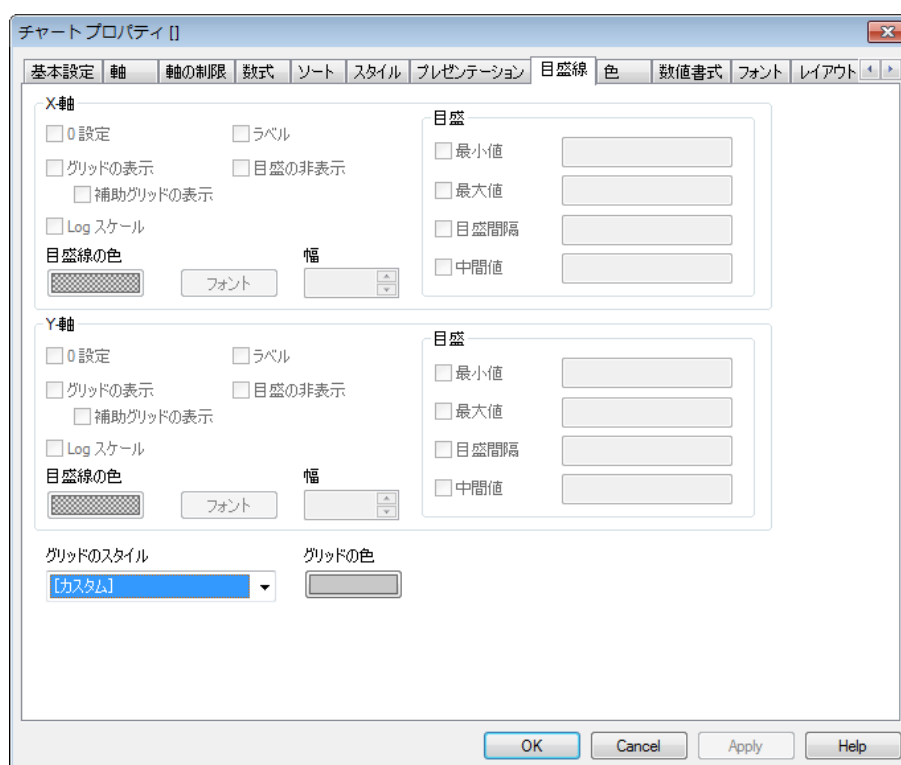 チャート プロパティ []
基本設定 軸 軸の制限 数式 ソート スタイル プレゼンテーション 目盛線 色 数値書式 フォント レイアウト
X-軸
0 設定 ラベル
グリッドの表示 目盛の非表示
補助グリッドの表示
Log スケール
目盛線の色 幅
フォント
目盛
最小値
最大値
目盛間隔
中間値
Y-軸
0 設定 ラベル
グリッドの表示 目盛の非表示
補助グリッドの表示
Log スケール
目盛線の色 幅
フォント
目盛
最小値
最大値
目盛間隔
中間値
グリッドのスタイル グリッドの色
[カスタム]
OK Cancel Apply Help